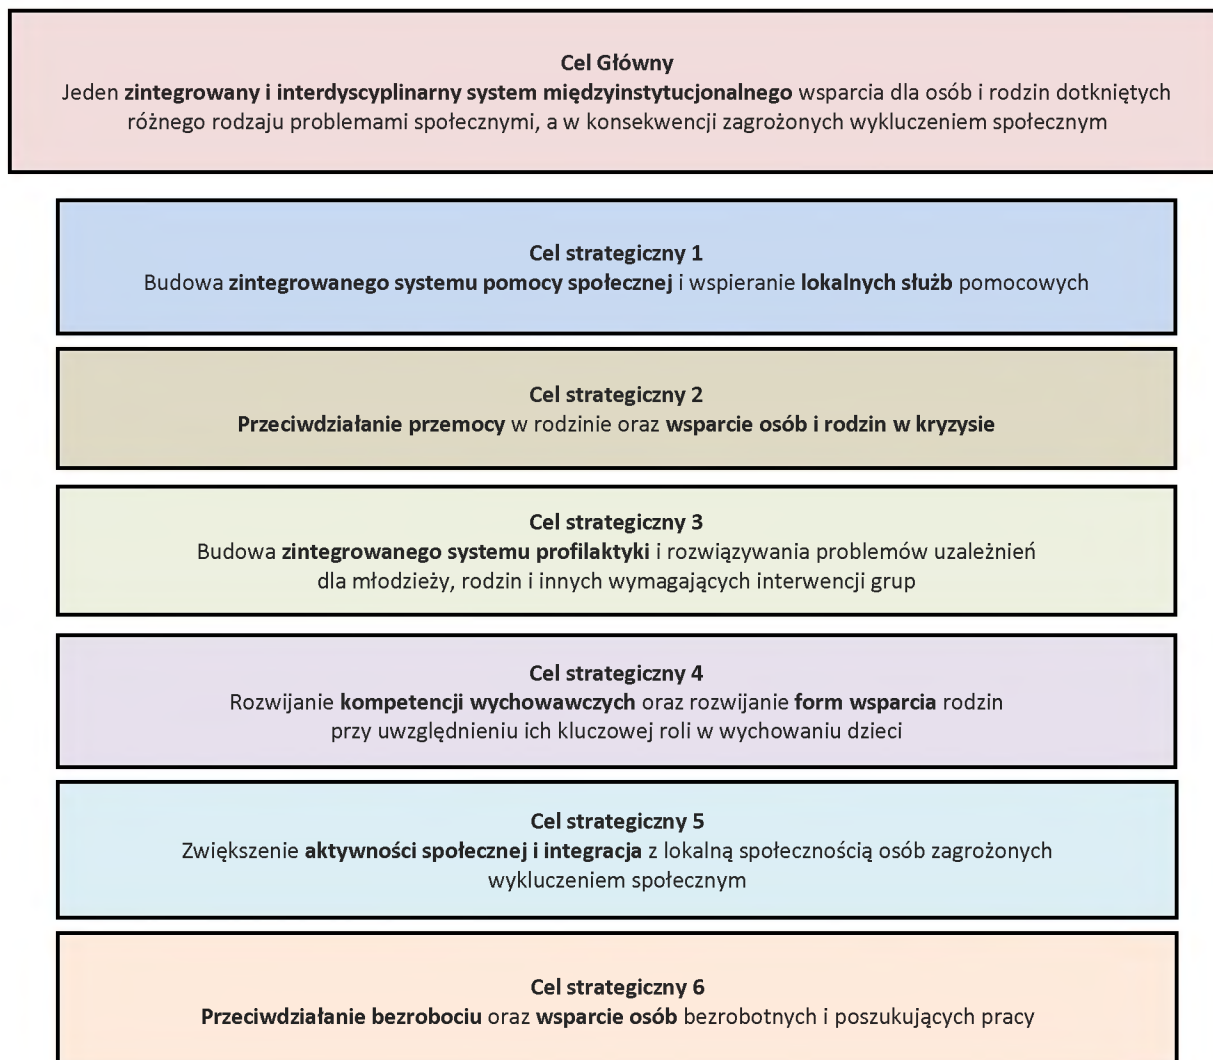 Cel Główny
Jeden zintegrowany i interdyscyplinarny system międzyinstytucjonalnego wsparcia dla osób i rodzin dotkniętych
różnego rodzaju problemami społecznymi, a w konsekwencji zagrożonych wykluczeniem społecznym
Cel strategiczny 1
Budowa zintegrowanego systemu pomocy społecznej i wspieranie lokalnych służb pomocowych
Cel strategiczny 2
Przeciwdziałanie przemocy w rodzinie oraz wsparcie osób i rodzin w kryzysie
Cel strategiczny 3
Budowa zintegrowanego systemu profilaktyki i rozwiązywania problemów uzależnień
dla młodzieży, rodzin i innych wymagających interwencji grup
Cel strategiczny 4
Rozwijanie kompetencji wychowawczych oraz rozwijanie form wsparcia rodzin
przy uwzględnieniu ich kluczowej roli w wychowaniu dzieci
Cel strategiczny 5
Zwiększenie aktywności społecznej i integracja z lokalną społecznością osób zagrożonych
wykluczeniem społecznym
Cel strategiczny 6
Przeciwdziałanie bezrobociu oraz wsparcie osób bezrobotnych i poszukujących pracy